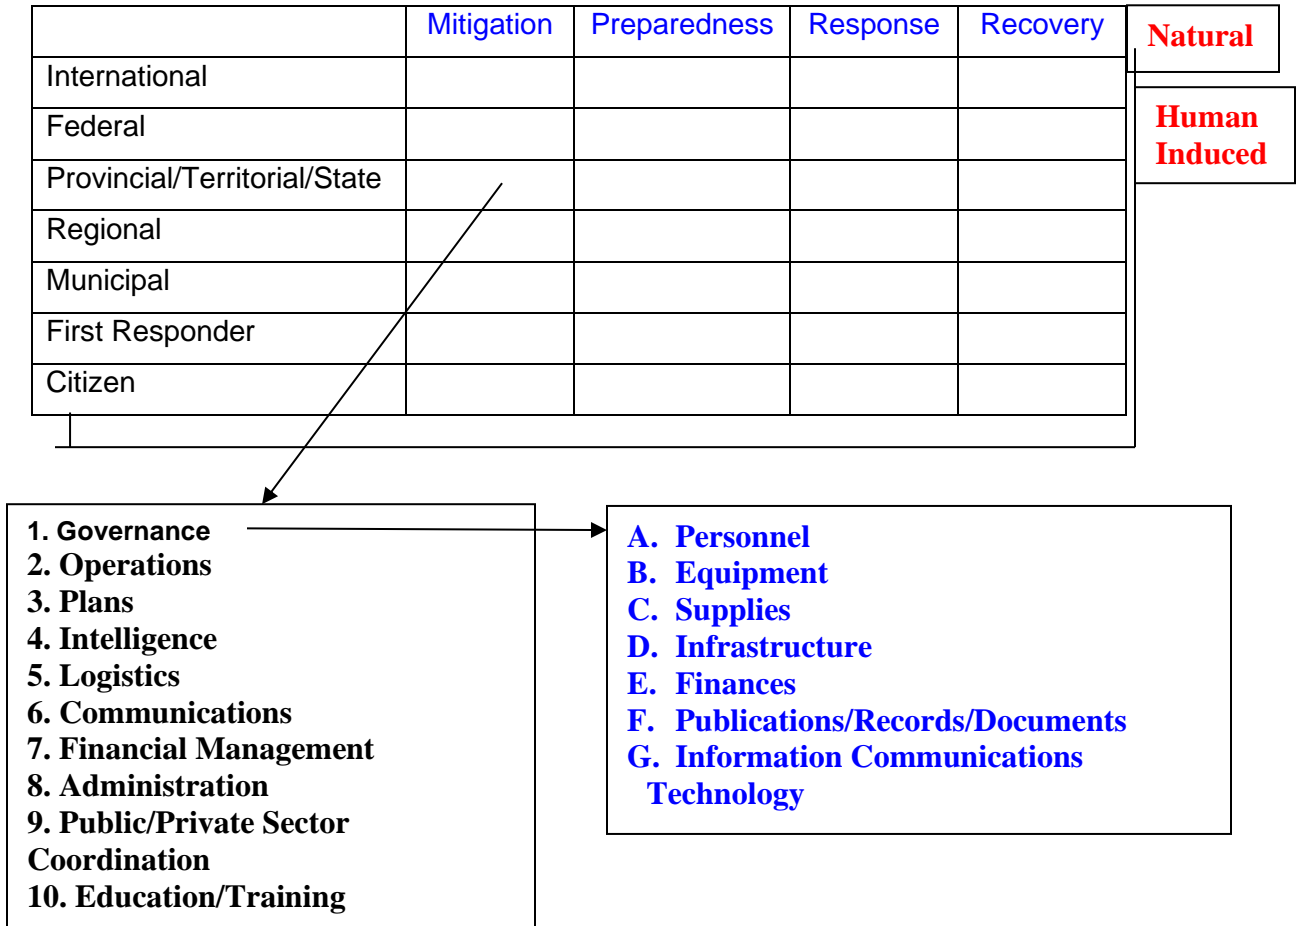 Mitigation Preparedness Response Recovery
Natural
International
Federal
Human
Induced
Provincial/Territorial/State
Regional
Municipal
First Responder
Citizen
1. Governance
2. Operations
3. Plans
4. Intelligence
5. Logistics
6. Communications
7. Financial Management
8. Administration
9. Public/Private Sector
Coordination
10. Education/Training
A. Personnel
B. Equipment
C. Supplies
D. Infrastructure
E. Finances
F. Publications/Records/Documents
G. Information Communications
Technology